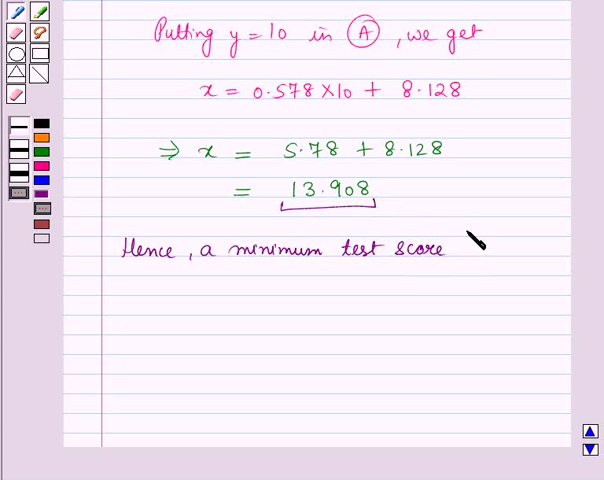 Putting y = 10 in Ⓐ, we get
x = 0.578 × 10 + 8.128
⇒ x = 5.78 + 8.128
= 13.908
Hence, a minimum test score